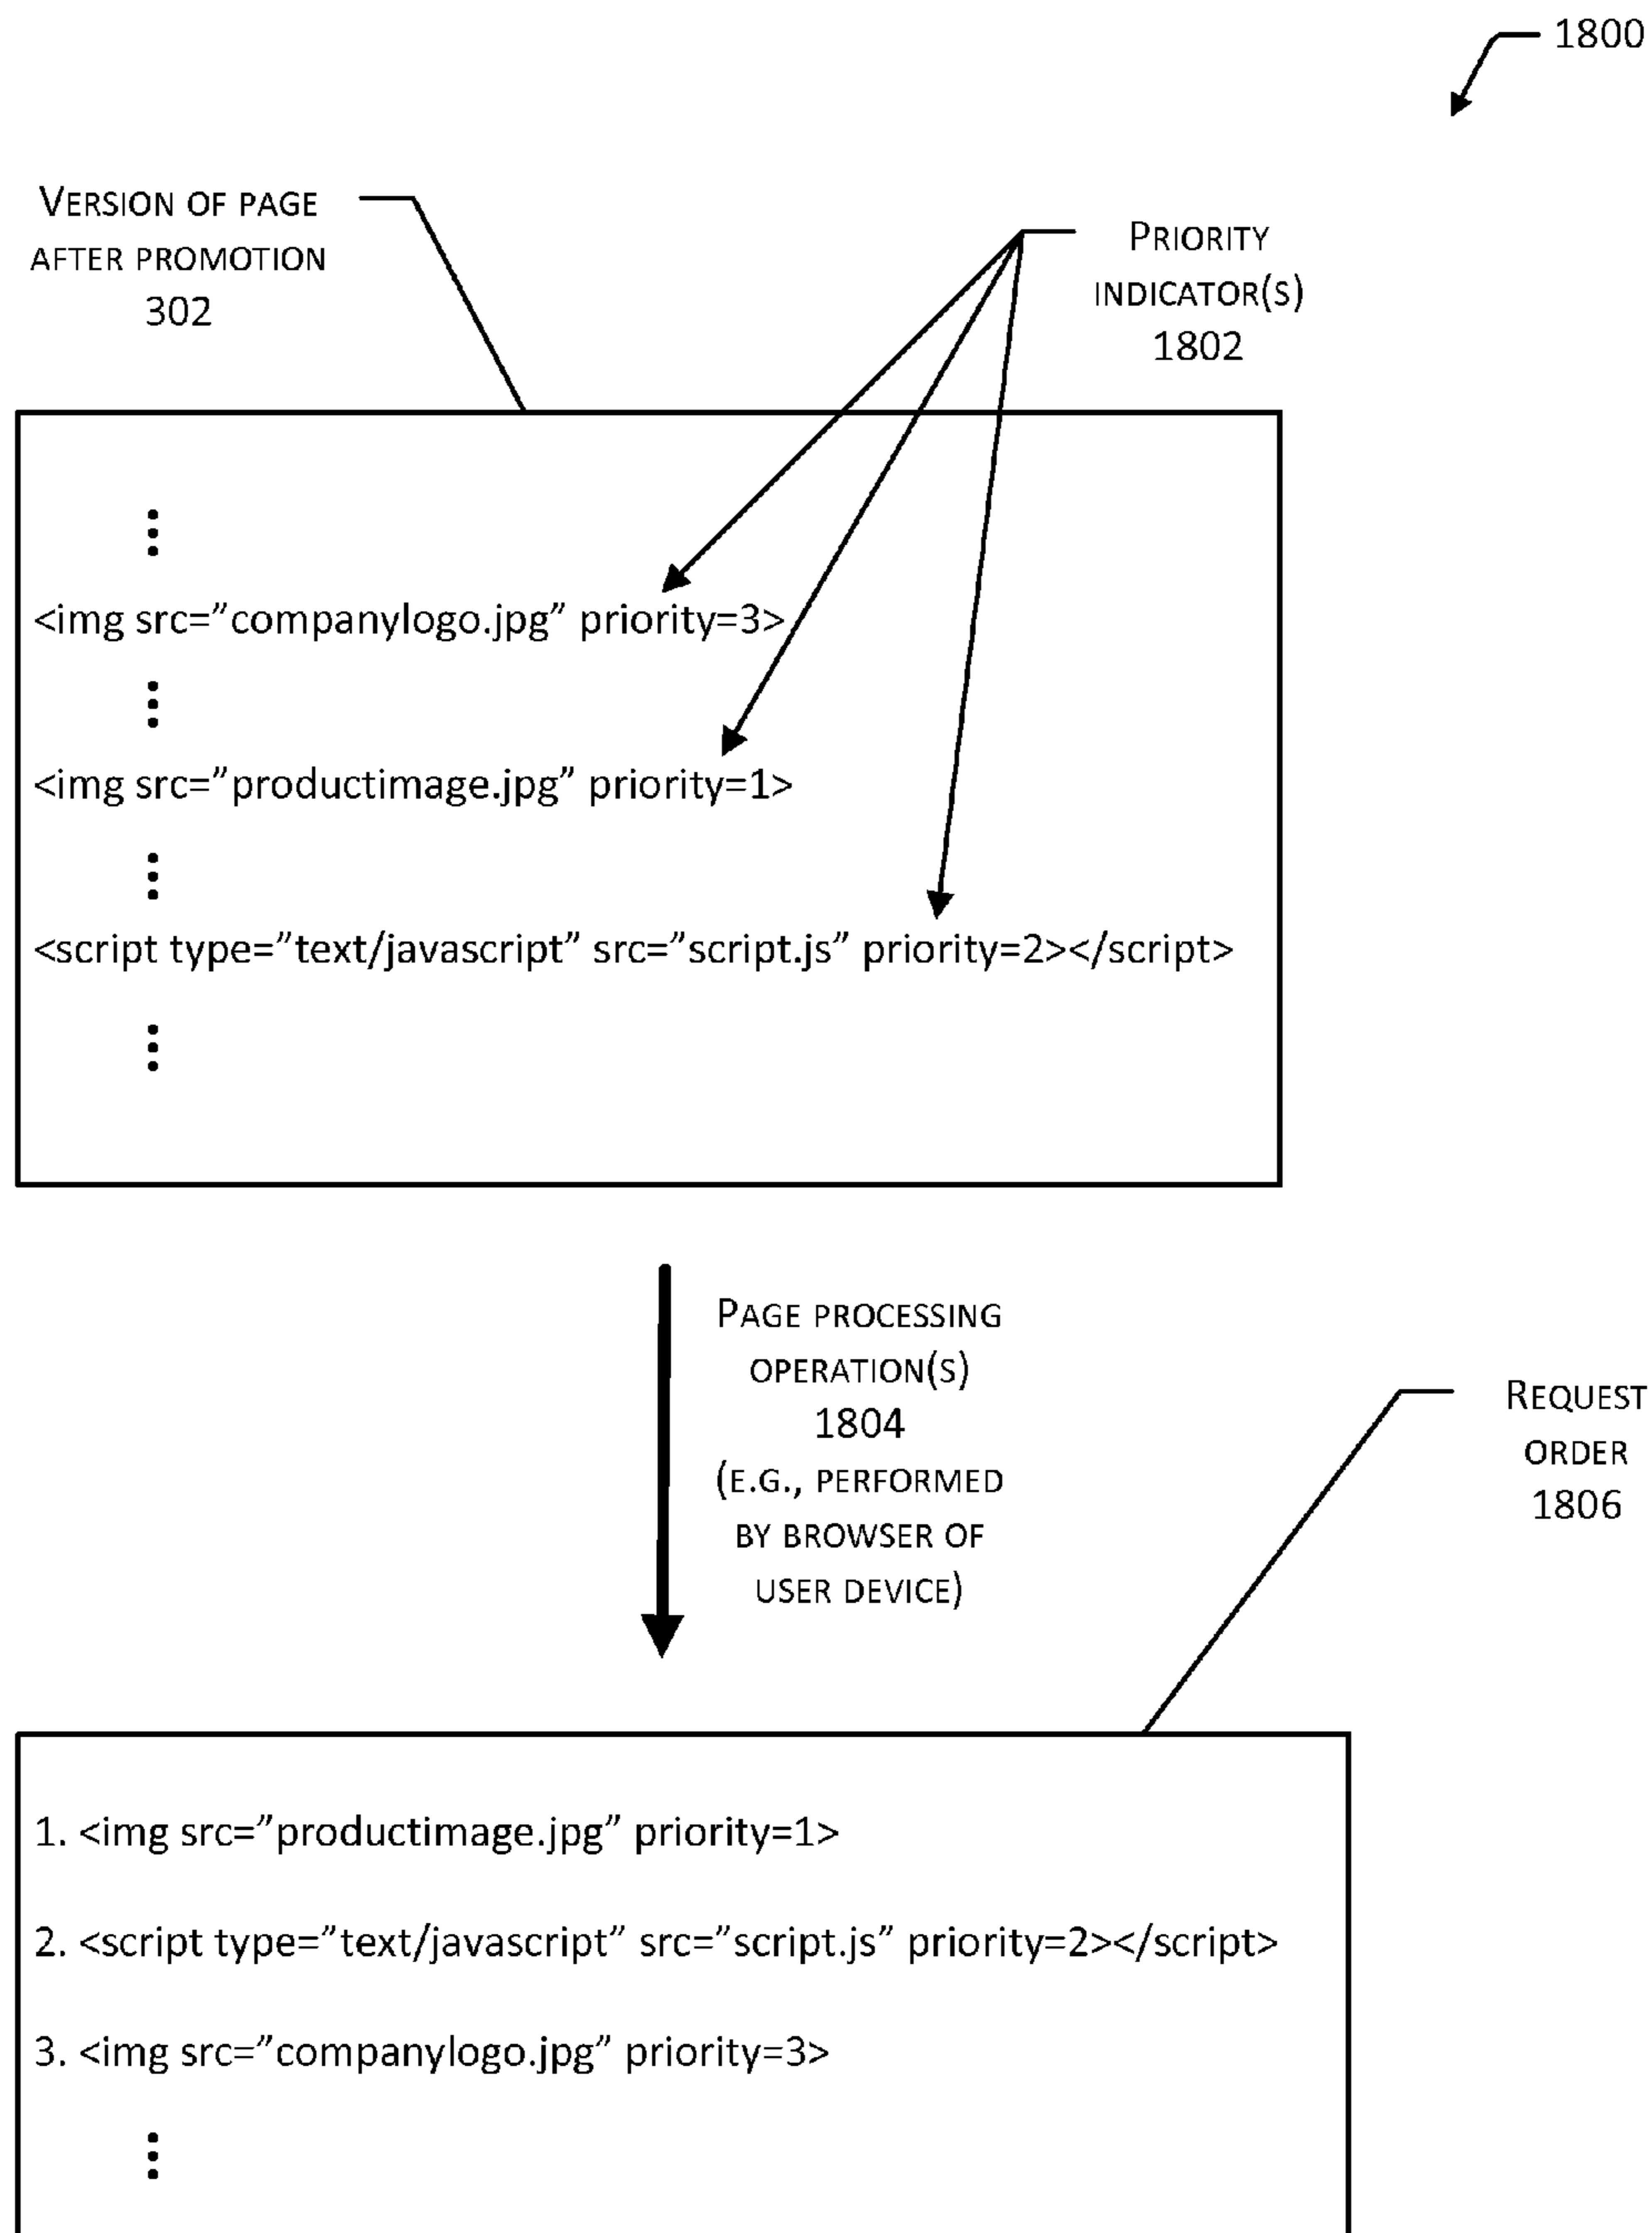 1800
VERSION OF PAGE
AFTER PROMOTION
302
PRIORITY
INDICATOR(S)
1802
<img src=”companylogo.jpg” priority=3>
<img src=”productimage.jpg” priority=1>
<script type=”text/javascript” src=”script.js” priority=2></script>
PAGE PROCESSING
OPERATION(S)
1804
(E.G., PERFORMED
BY BROWSER OF
USER DEVICE)
REQUEST
ORDER
1806
1. <img src=”productimage.jpg” priority=1>
2. <script type=”text/javascript” src=”script.js” priority=2></script>
3. <img src=”companylogo.jpg” priority=3>